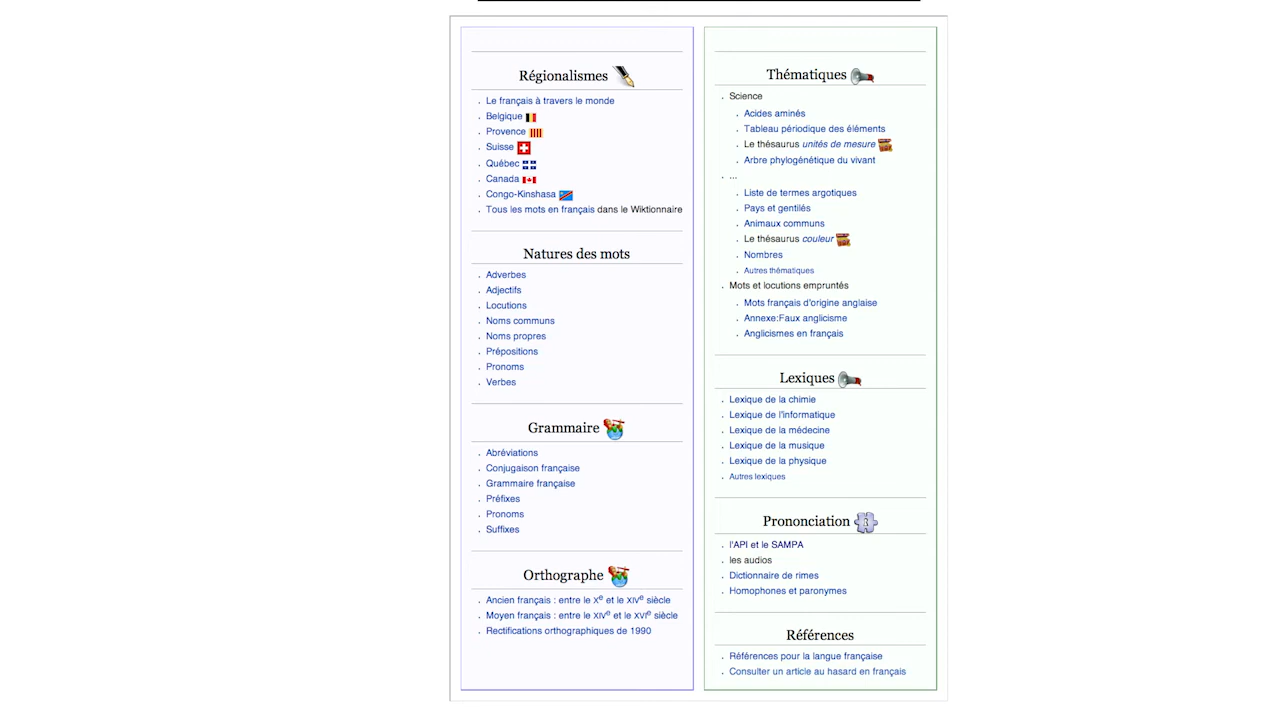 Régionalismes
Le français à travers le monde
Belgique
Provence
Suisse
Québec
Canada
Congo-Kinshasa
Tous les mots en français dans le Wiktionnaire
Natures des mots
Adverbes
Adjectifs
Locutions
Noms communs
Noms propres
Prépositions
Pronoms
Verbes
Grammaire
Abréviations
Conjugaison française
Grammaire française
Préfixes
Pronoms
Suffixes
Orthographe
Ancien français : entre le Xe et le XIVe siècle
Moyen français : entre le XIVe et le XVIe siècle
Rectifications orthographiques de 1990
Thématiques
Science
Acides aminés
Tableau périodique des éléments
Le thésaurus unités de mesure
Arbre phylogénétique du vivant
...
Liste de termes argotiques
Pays et gentilés
Animaux communs
Le thésaurus couleur
Nombres
Autres thématiques
Mots et locutions empruntés
Mots français d'origine anglaise
Annexe:Faux anglicisme
Anglicismes en français
Lexiques
Lexique de la chimie
Lexique de l'informatique
Lexique de la médecine
Lexique de la musique
Lexique de la physique
Autres lexiques
Prononciation
l'API et le SAMPA
les audios
Dictionnaire de rimes
Homophones et paronymes
Références
Références pour la langue française
Consulter un article au hasard en français